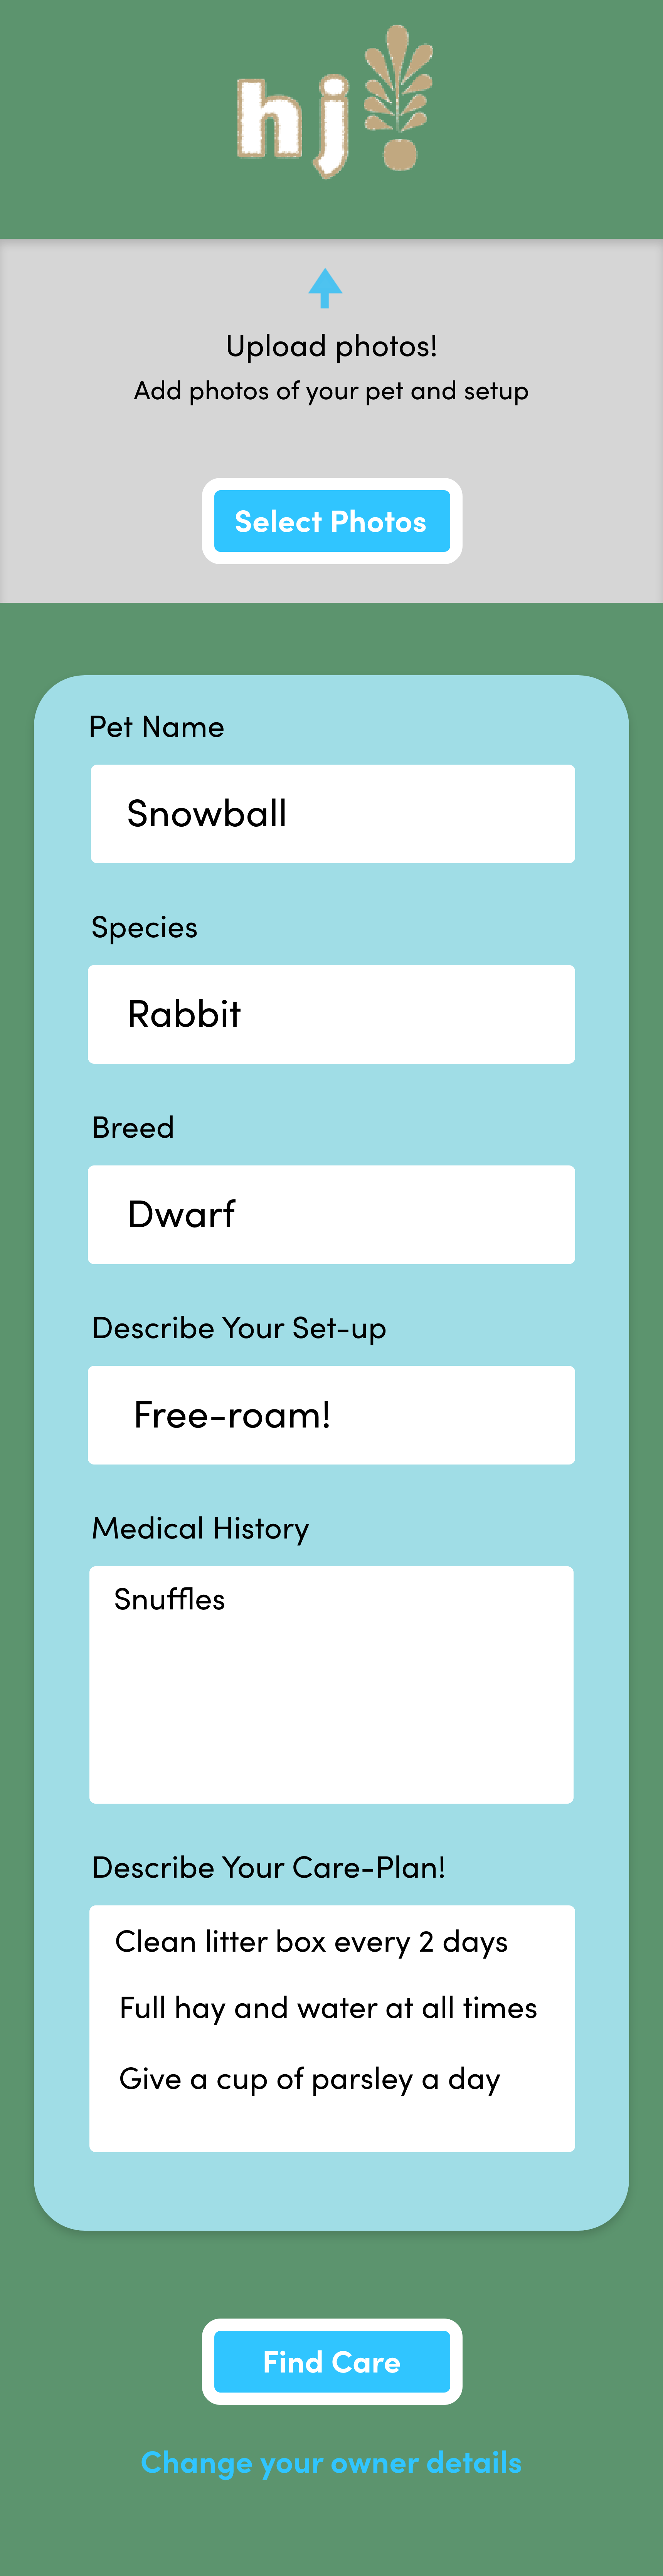 hj
Upload photos!
Add photos of your pet and setup
Select Photos
Pet Name
Snowball
Species
Rabbit
Breed
Dwarf
Describe Your Set-up
Free-roam!
Medical History
Snuffles
Describe Your Care-Plan!
Clean litter box every 2 days
Full hay and water at all times
Give a cup of parsley a day
Find Care
Change your owner details